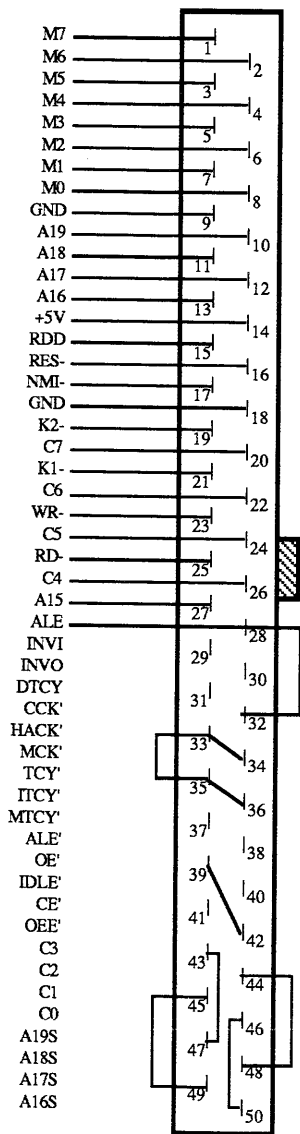 M7 1
M6 2
M5 3
M4 4
M3 5
M2 6
M1 7
M0 8
GND 9
A19 10
A18 11
A17 12
A16 13
+5V 14
RDD 15
RES- 16
NMI- 17
GND 18
K2- 19
C7 20
K1- 21
C6 22
WR- 23
C5 24
RD- 25
C4 26
A15 27
ALE 28
INVI 29
INVO 30
DTCY 31
CCK' 32
HACK' 33
MCK' 34
TCY' 35
ITCY' 36
MTCY' 37
ALE' 38
OE' 39
IDLE' 40
CE' 41
OEE' 42
C3 43
C2 44
C1 45
C0 46
A19S 47
A18S 48
A17S 49
A16S 50